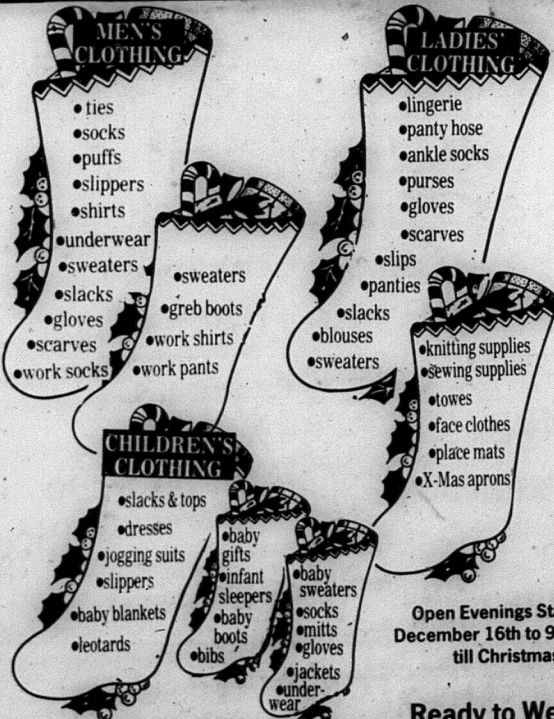 MEN'S
CLOTHING
•ties
•socks
•puffs
•slippers
•shirts
•underwear
•sweaters
•slacks
•gloves
•scarves
•work socks
•sweaters
•greb boots
•work shirts
•work pants
LADIES'
CLOTHING
•lingerie
•panty hose
•ankle socks
•purses
•gloves
•scarves
•slips
•panties
•slacks
•blouses
•sweaters
•knitting supplies
•sewing supplies
•towes
•face clothes
•place mats
•X-Mas aprons
CHILDREN'S
CLOTHING
•slacks & tops
•dresses
•jogging suits
•slippers
•baby blankets
•leotards
•baby
gifts
•infant
sleepers
•baby
boots
•bibs
•baby
sweaters
•socks
•mitts
•gloves
•jackets
•under-
wear
Open Evenings St
December 16th to 9
till Christmas
Ready to We